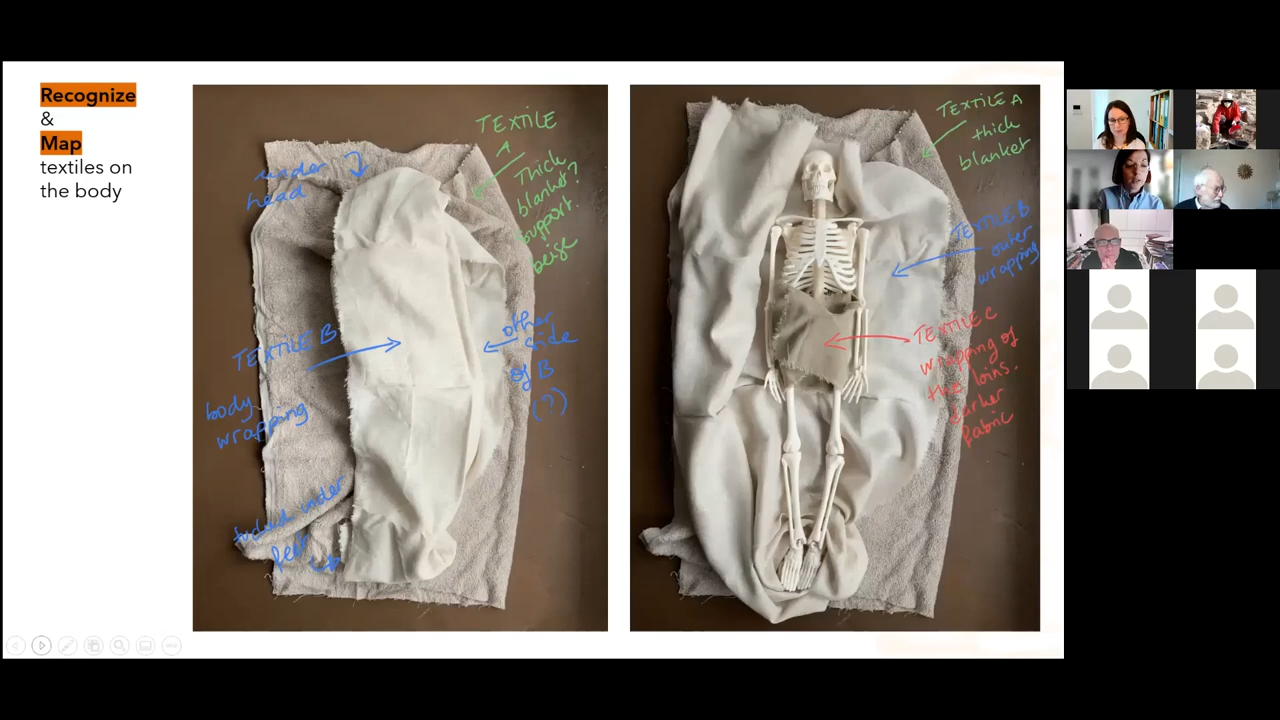 Recognize
&
Map
textiles on
the body
under
head
TEXTILE
A
Thick
blanket?
support?
beige
TEXTILE B
body
wrapping
other
side
of B
(?)
tucked under
feet
TEXTILE A
thick
blanket
TEXTILE B
outer
wrapping
TEXTILE C
wrapping of
the loins.
darker
fabric